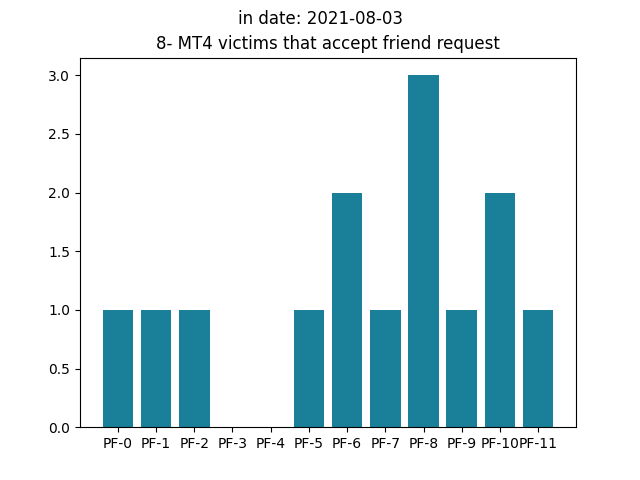 in date: 2021-08-03
8- MT4 victims that accept friend request
3.0
2.5
2.0
1.5
1.0
0.5
0.0
PF-0 PF-1 PF-2 PF-3 PF-4 PF-5 PF-6 PF-7 PF-8 PF-9 PF-10 PF-11